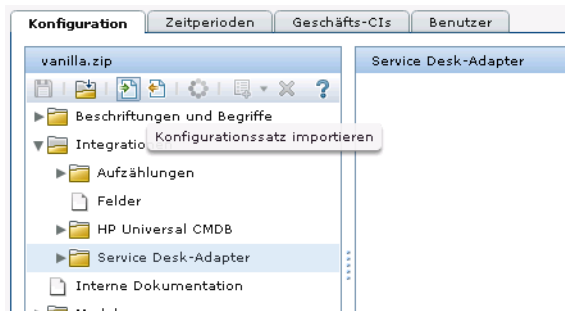 Konfiguration Zeitperioden Geschäfts-CIs Benutzer
vanilla.zip
Service Desk-Adapter
?
Beschriftungen und Begriffe
Konfigurationssatz importieren
Aufzählungen
Felder
HP Universal CMDB
Service Desk-Adapter
Interne Dokumentation